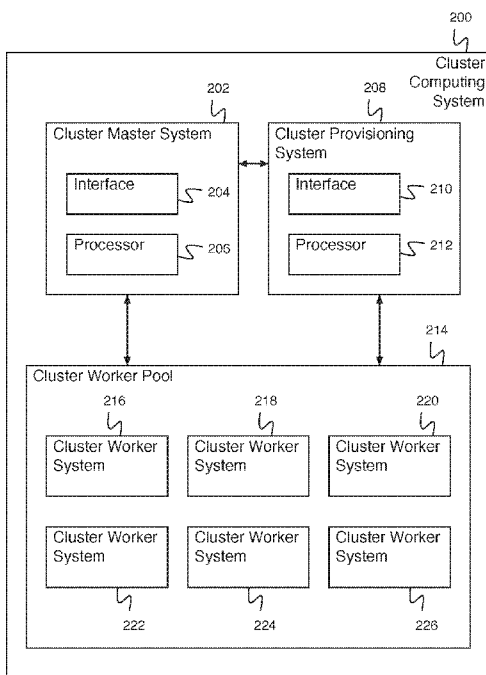 200
Cluster
Computing
System
202
208
Cluster Master System
Cluster Provisioning
System
Interface
204
Interface
210
Processor
206
Processor
212
214
Cluster Worker Pool
216
218
220
Cluster Worker
System
Cluster Worker
System
Cluster Worker
System
Cluster Worker
System
Cluster Worker
System
Cluster Worker
System
222
224
226